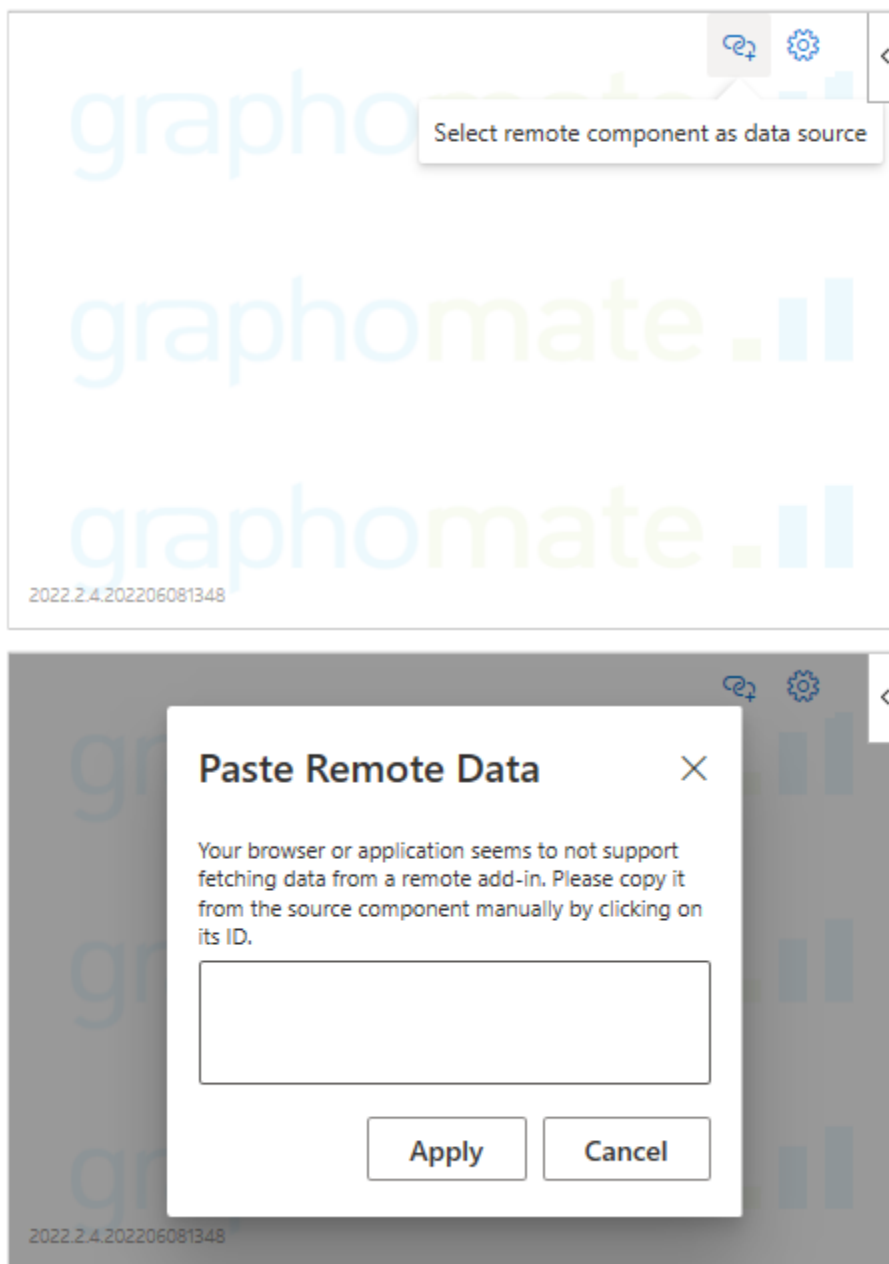 graphomate
Select remote component as data source
graphomate
graphomate
2022.2.4.202206081348
Paste Remote Data
Your browser or application seems to not support
fetching data from a remote add-in. Please copy it
from the source component manually by clicking on
its ID.
Apply Cancel
2022.2.4.202206081348